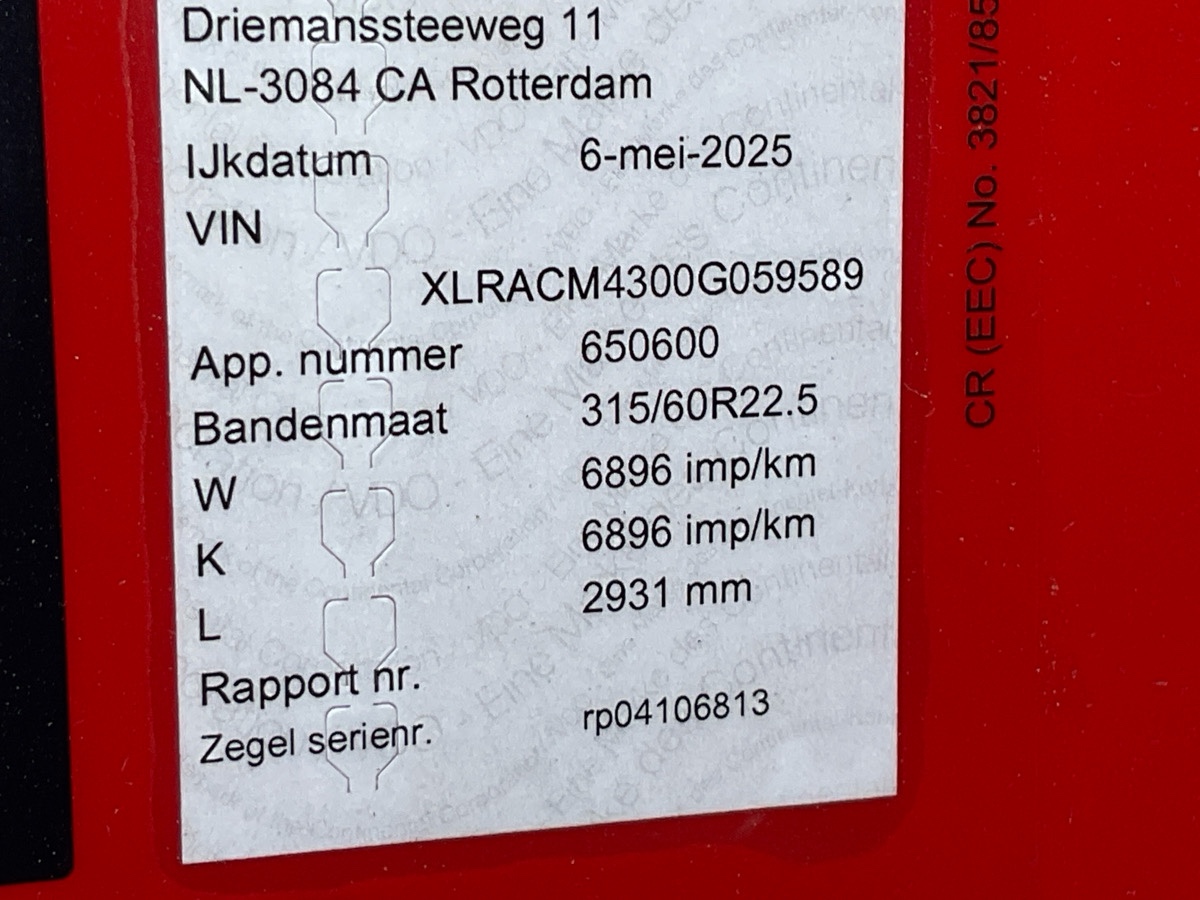 Driemanssteeweg 11
NL-3084 CA Rotterdam
IJkdatum 6-mei-2025
VIN
XLRACM4300G059589
App. nummer 650600
Bandenmaat 315/60R22.5
W 6896 imp/km
K 6896 imp/km
L 2931 mm
Rapport nr.
Zegel serienr. rp04106813
CR (EEC) No. 3821/85